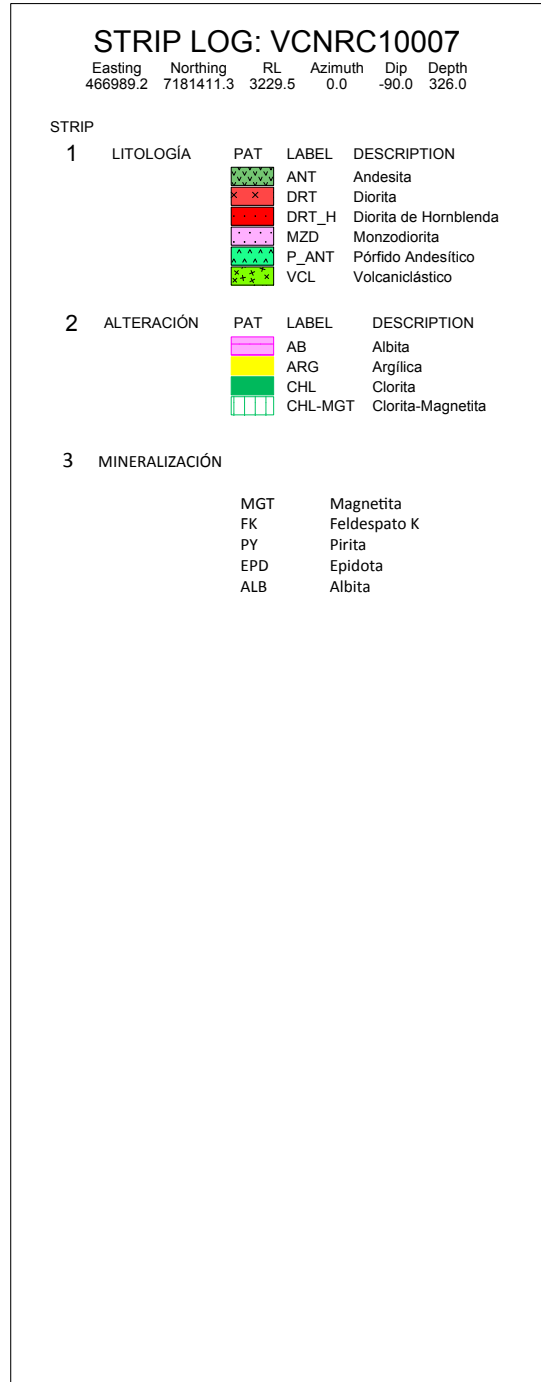 STRIP LOG: VCNRC10007
Easting Northing RL Azimuth Dip Depth
466989.2 7181411.3 3229.5 0.0 -90.0 326.0
STRIP
1 LITOLOGÍA PAT LABEL DESCRIPTION
ANT Andesita
DRT Diorita
DRT_H Diorita de Hornblenda
MZD Monzodiorita
P_ANT Pórfido Andesítico
VCL Volcaniclástico
2 ALTERACIÓN PAT LABEL DESCRIPTION
AB Albita
ARG Argílica
CHL Clorita
CHL-MGT Clorita-Magnetita
3 MINERALIZACIÓN
MGT Magnetita
FK Feldespato K
PY Pirita
EPD Epidota
ALB Albita